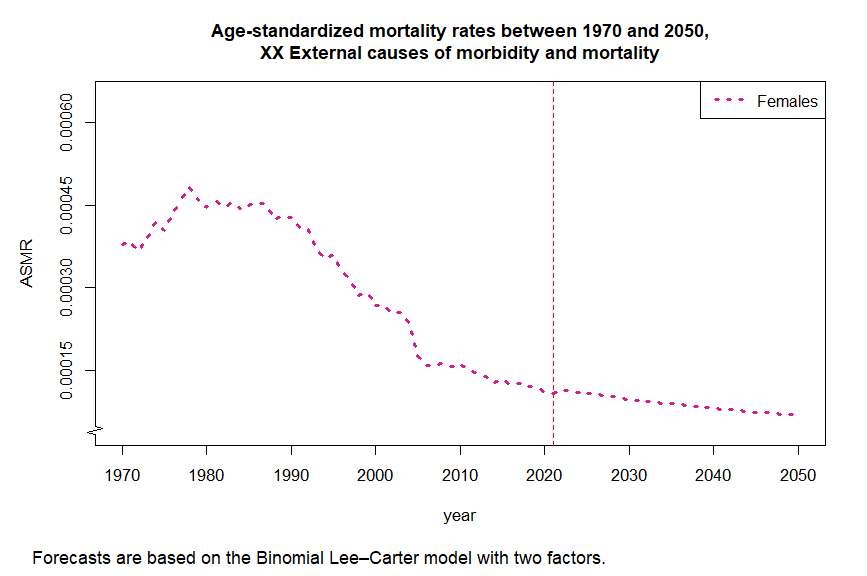 Age-standardized mortality rates between 1970 and 2050,
XX External causes of morbidity and mortality
Females
ASMR
0.00060
0.00045
0.00030
0.00015
1970 1980 1990 2000 2010 2020 2030 2040 2050
year
Forecasts are based on the Binomial Lee–Carter model with two factors.